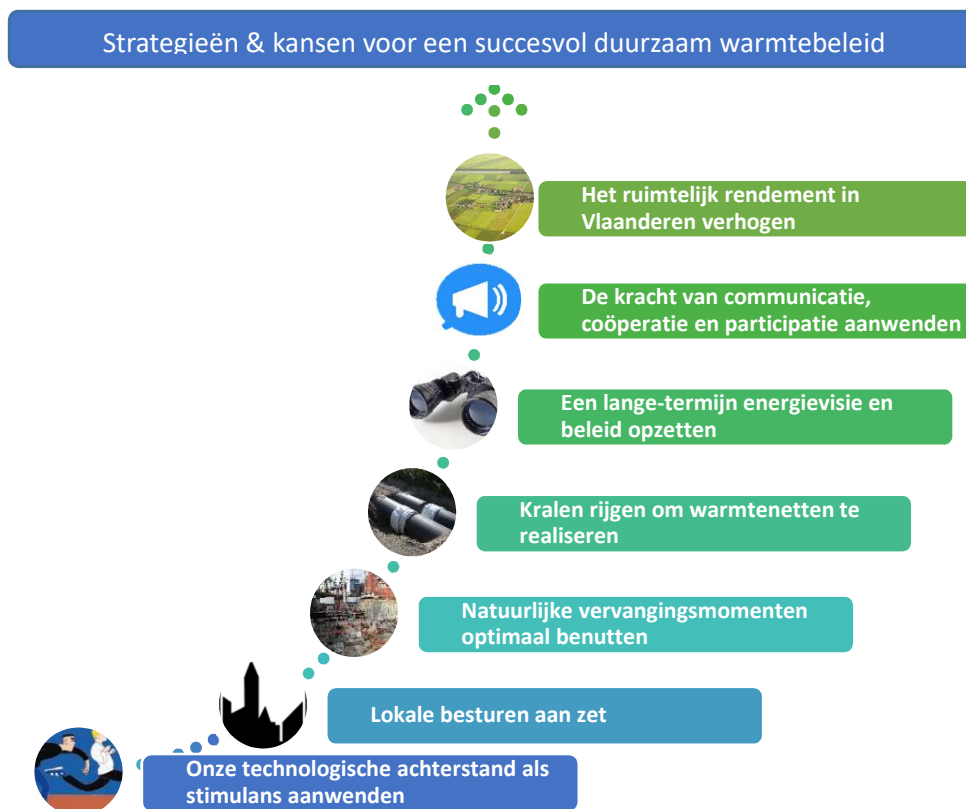 Strategieën & kansen voor een succesvol duurzaam warmtebeleid
Het ruimtelijk rendement in
Vlaanderen verhogen
De kracht van communicatie,
coöperatie en participatie aanwenden
Een lange-termijn energievisie en
beleid opzetten
Kralen rijgen om warmtenetten te
realiseren
Natuurlijke vervangingsmomenten
optimaal benutten
Lokale besturen aan zet
Onze technologische achterstand als
stimulans aanwenden